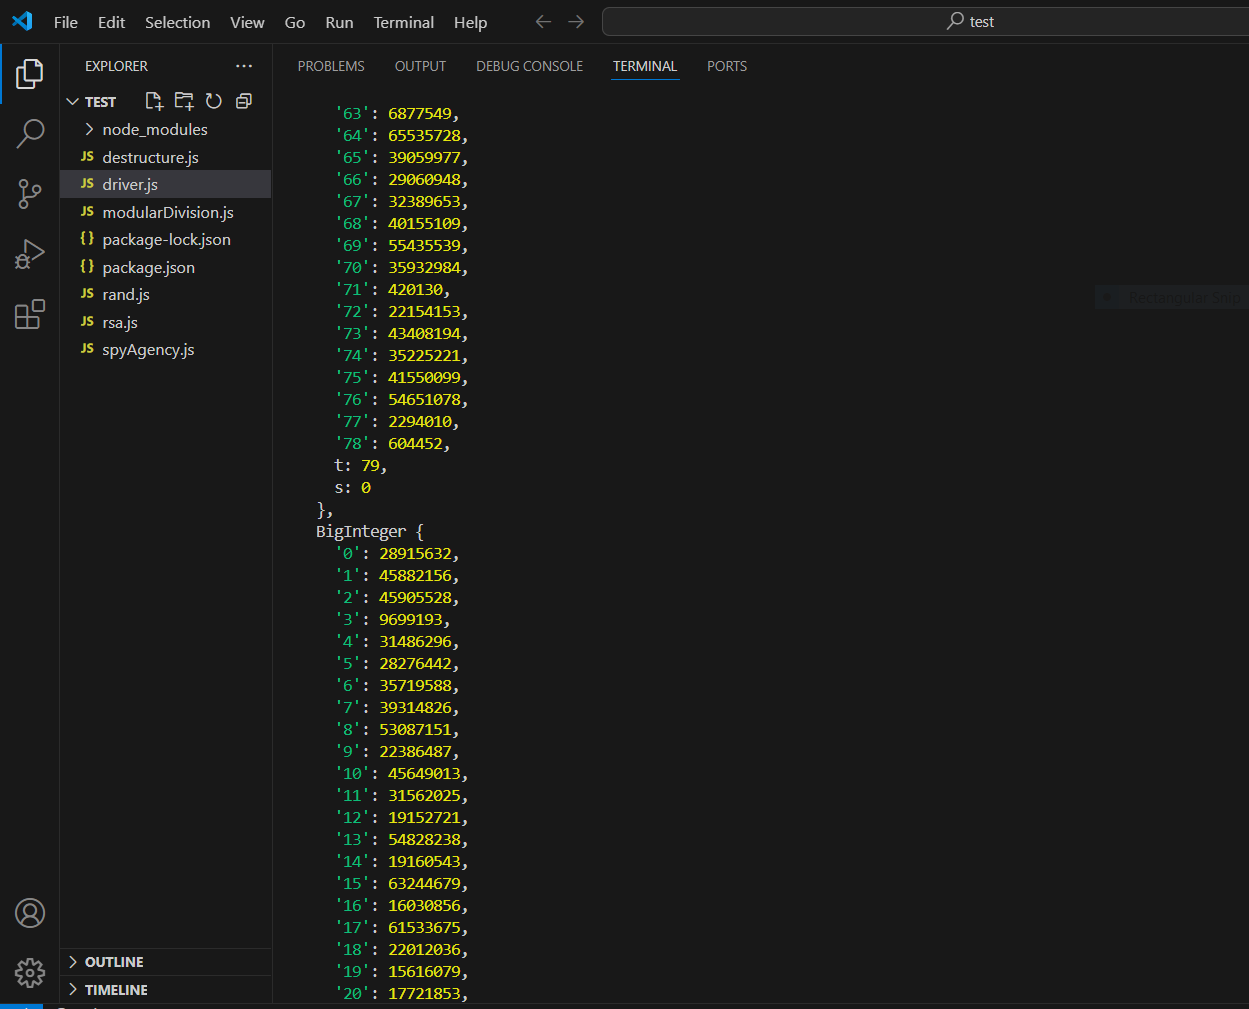 File Edit Selection View Go Run Terminal Help
test
EXPLORER
PROBLEMS OUTPUT DEBUG CONSOLE TERMINAL PORTS
TEST
node_modules
JS destructure.js
JS driver.js
JS modularDivision.js
{} package-lock.json
{} package.json
JS rand.js
JS rsa.js
JS spyAgency.js
OUTLINE
TIMELINE
'63': 6877549,
'64': 65535728,
'65': 39059977,
'66': 29060948,
'67': 32389653,
'68': 40155109,
'69': 55435539,
'70': 35932984,
'71': 420130,
'72': 22154153,
'73': 43408194,
'74': 35225221,
'75': 41550099,
'76': 54651078,
'77': 2294010,
'78': 604452,
t: 79,
s: 0
},
BigInteger {
'0': 28915632,
'1': 45882156,
'2': 45905528,
'3': 9699193,
'4': 31486296,
'5': 28276442,
'6': 35719588,
'7': 39314826,
'8': 53087151,
'9': 22386487,
'10': 45649013,
'11': 31562025,
'12': 19152721,
'13': 54828238,
'14': 19160543,
'15': 63244679,
'16': 16030856,
'17': 61533675,
'18': 22012036,
'19': 15616079,
'20': 17721853,
Rectangular Snip